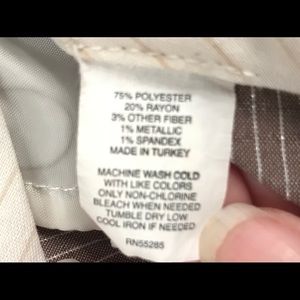 75% POLYESTER
20% RAYON
3% OTHER FIBER
1% METALLIC
1% SPANDEX
MADE IN TURKEY
MACHINE WASH COLD
WITH LIKE COLORS
ONLY NON-CHLORINE
BLEACH WHEN NEEDED
TUMBLE DRY LOW
COOL IRON IF NEEDED
RN55285